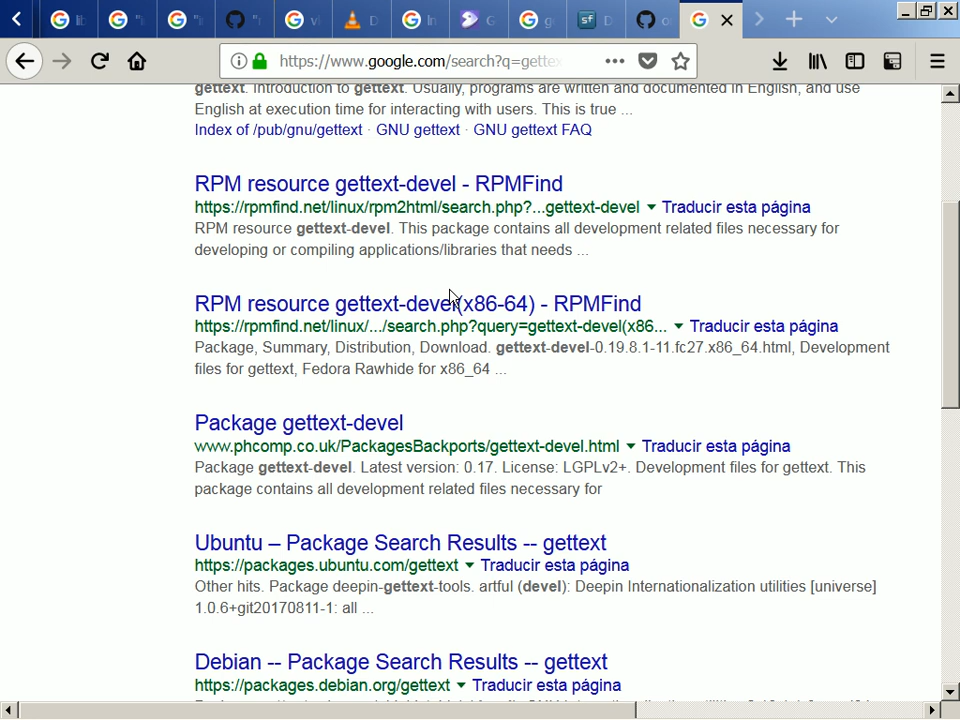 https://www.google.com/search?q=gettex
gettext. Introduction to gettext. Usually, programs are written and documented in English, and use
English at execution time for interacting with users. This is true ...
Index of /pub/gnu/gettext · GNU gettext · GNU gettext FAQ
RPM resource gettext-devel - RPMFind
https://rpmfind.net/linux/rpm2html/search.php?...gettext-devel Traducir esta página
RPM resource gettext-devel. This package contains all development related files necessary for
developing or compiling applications/libraries that needs ...
RPM resource gettext-devel(x86-64) - RPMFind
https://rpmfind.net/linux/.../search.php?query=gettext-devel(x86... Traducir esta página
Package, Summary, Distribution, Download. gettext-devel-0.19.8.1-11.fc27.x86_64.html, Development
files for gettext, Fedora Rawhide for x86_64 ...
Package gettext-devel
www.phcomp.co.uk/PackagesBackports/gettext-devel.html Traducir esta página
Package gettext-devel. Latest version: 0.17. License: LGPLv2+. Development files for gettext. This
package contains all development related files necessary for
Ubuntu – Package Search Results -- gettext
https://packages.ubuntu.com/gettext Traducir esta página
Other hits. Package deepin-gettext-tools. artful (devel): Deepin Internationalization utilities [universe]
1.0.6+git20170811-1: all ...
Debian -- Package Search Results -- gettext
https://packages.debian.org/gettext Traducir esta página